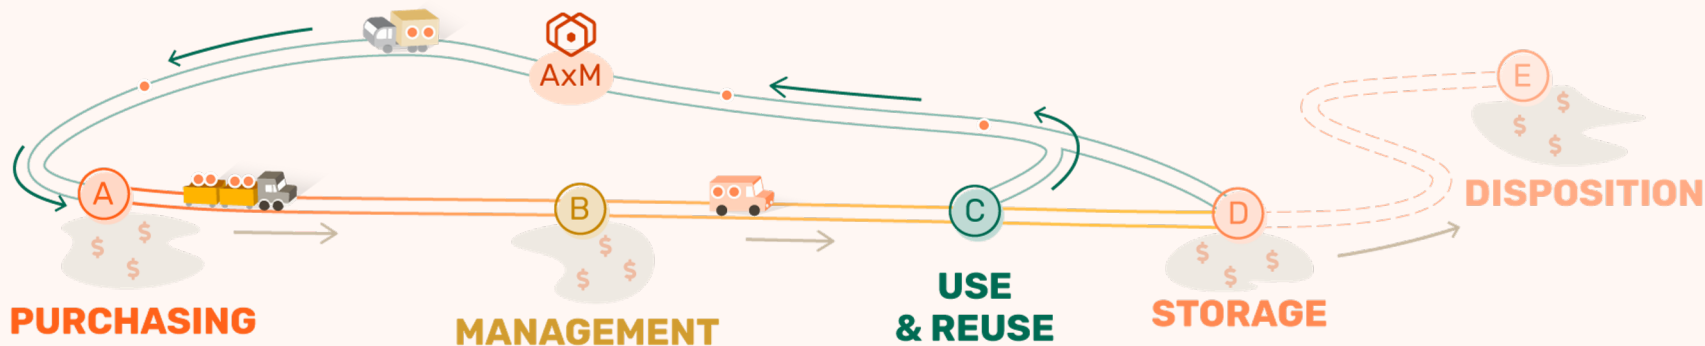 AxM
E
A
$
$
$
B
$
$
$
C
D
$
$
$
$
$
$
PURCHASING
MANAGEMENT
USE
& REUSE
STORAGE
DISPOSITION